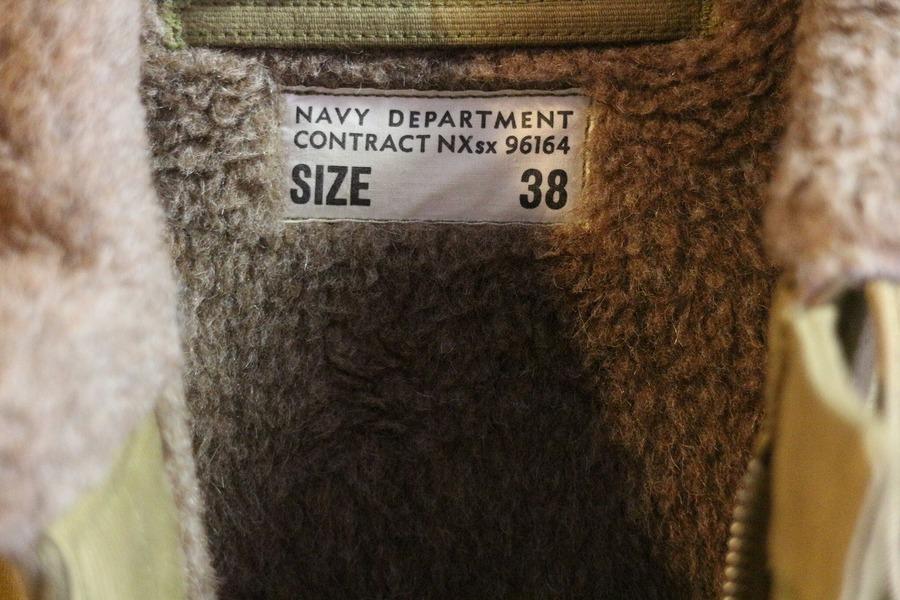 NAVY DEPARTMENT
CONTRACT NXsx 96164
SIZE 38